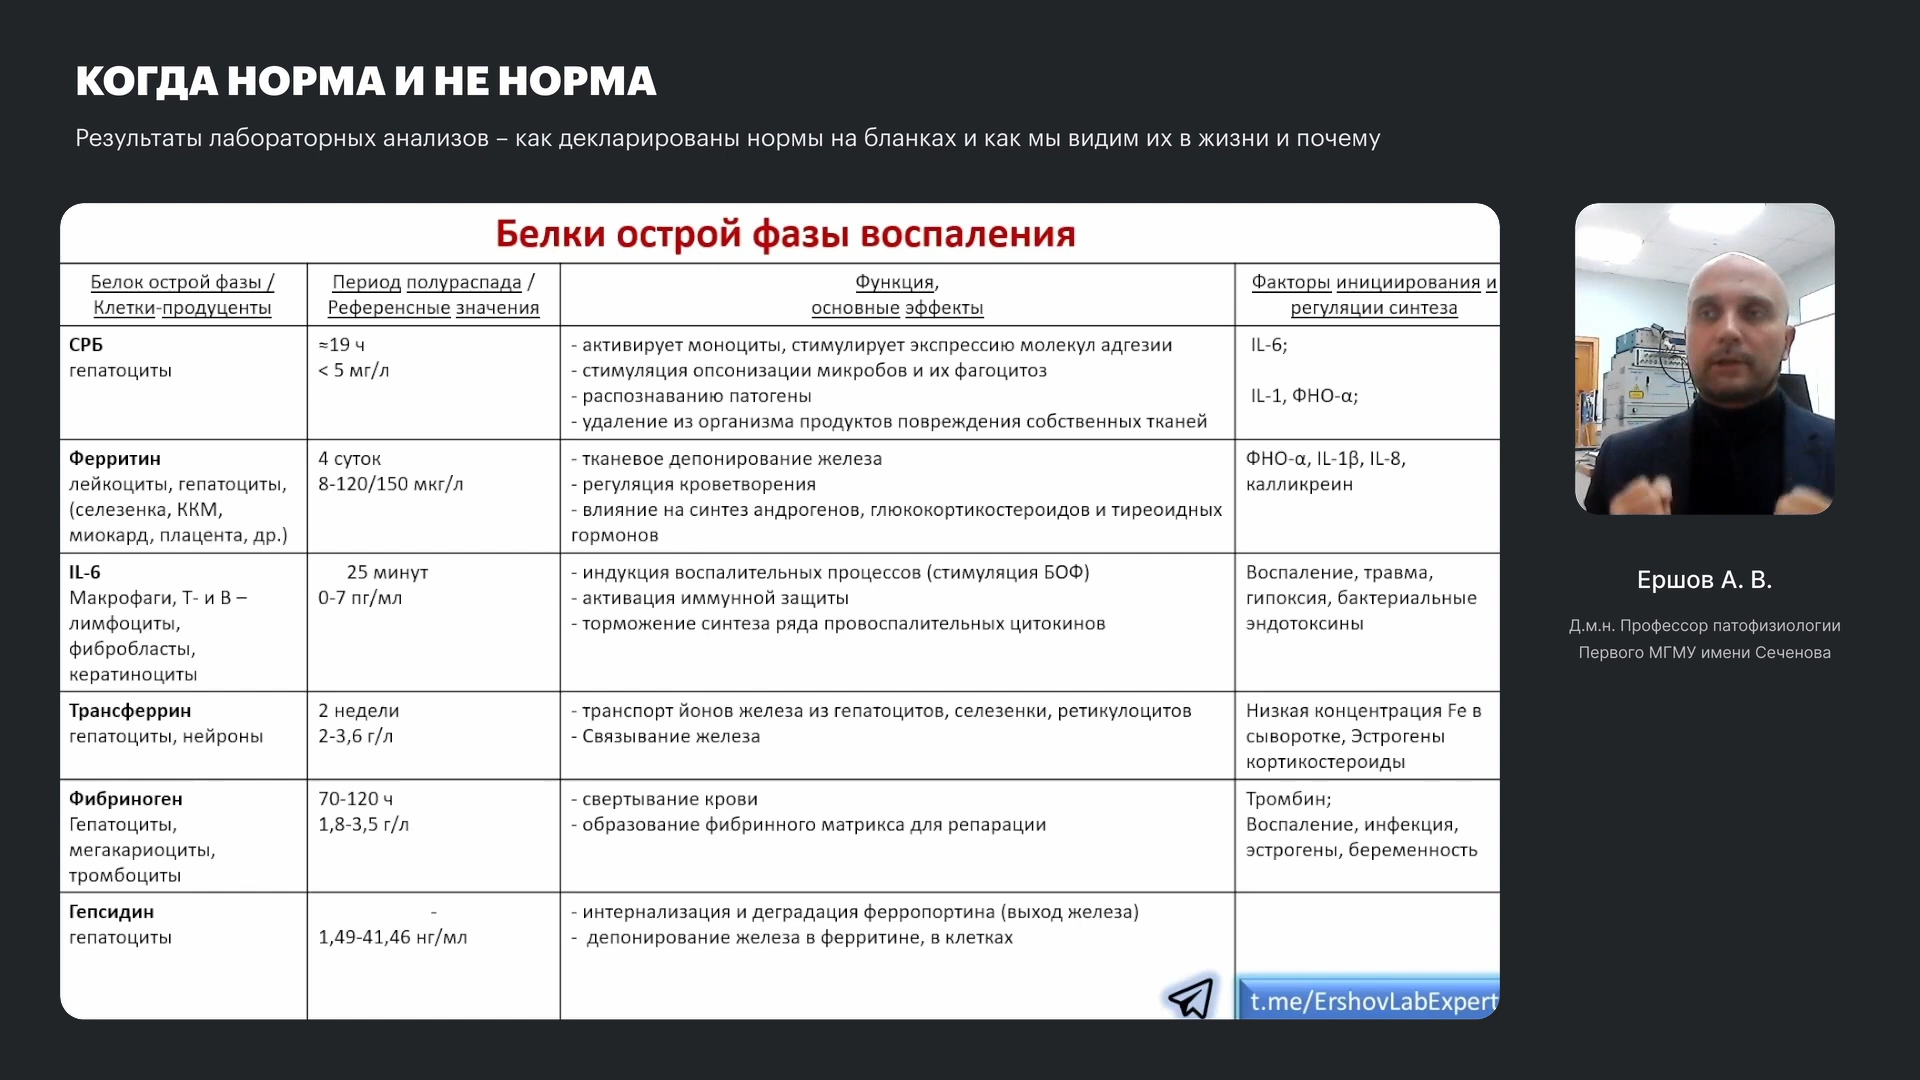 КОГДА НОРМА И НЕ НОРМА
Результаты лабораторных анализов – как декларированы нормы на бланках и как мы видим их в жизни и почему
Белки острой фазы воспаления
Белок острой фазы /
Клетки-продуценты
Период полураспада /
Референсные значения
Функция,
основные эффекты
Факторы инициирования и
регуляции синтеза
СРБ
гепатоциты
≈19 ч
< 5 мг/л
- активирует моноциты, стимулирует экспрессию молекул адгезии
- стимуляция опсонизации микробов и их фагоцитоз
- распознаванию патогены
- удаление из организма продуктов повреждения собственных тканей
IL-6;
IL-1, ФНО-α;
Ферритин
лейкоциты, гепатоциты,
(селезенка, ККМ,
миокард, плацента, др.)
4 суток
8-120/150 мкг/л
- тканевое депонирование железа
- регуляция кроветворения
- влияние на синтез андрогенов, глюкокортикостероидов и тиреоидных
гормонов
ФНО-α, IL-1β, IL-8,
калликреин
IL-6
Макрофаги, Т- и В –
лимфоциты,
фибробласты,
кератиноциты
25 минут
0-7 пг/мл
- индукция воспалительных процессов (стимуляция БОФ)
- активация иммунной защиты
- торможение синтеза ряда провоспалительных цитокинов
Воспаление, травма,
гипоксия, бактериальные
эндотоксины
Трансферрин
гепатоциты, нейроны
2 недели
2-3,6 г/л
- транспорт йонов железа из гепатоцитов, селезенки, ретикулоцитов
- Связывание железа
Низкая концентрация Fe в
сыворотке, Эстрогены
кортикостероиды
Фибриноген
Гепатоциты,
мегакариоциты,
тромбоциты
70-120 ч
1,8-3,5 г/л
- свертывание крови
- образование фибринного матрикса для репарации
Тромбин;
Воспаление, инфекция,
эстрогены, беременность
Гепсидин
гепатоциты
-
1,49-41,46 нг/мл
- интернализация и деградация ферропортина (выход железа)
- депонирование железа в ферритине, в клетках
t.me/ErshovLabExpert
Ершов А. В.
Д.м.н. Профессор патофизиологии
Первого МГМУ имени Сеченова